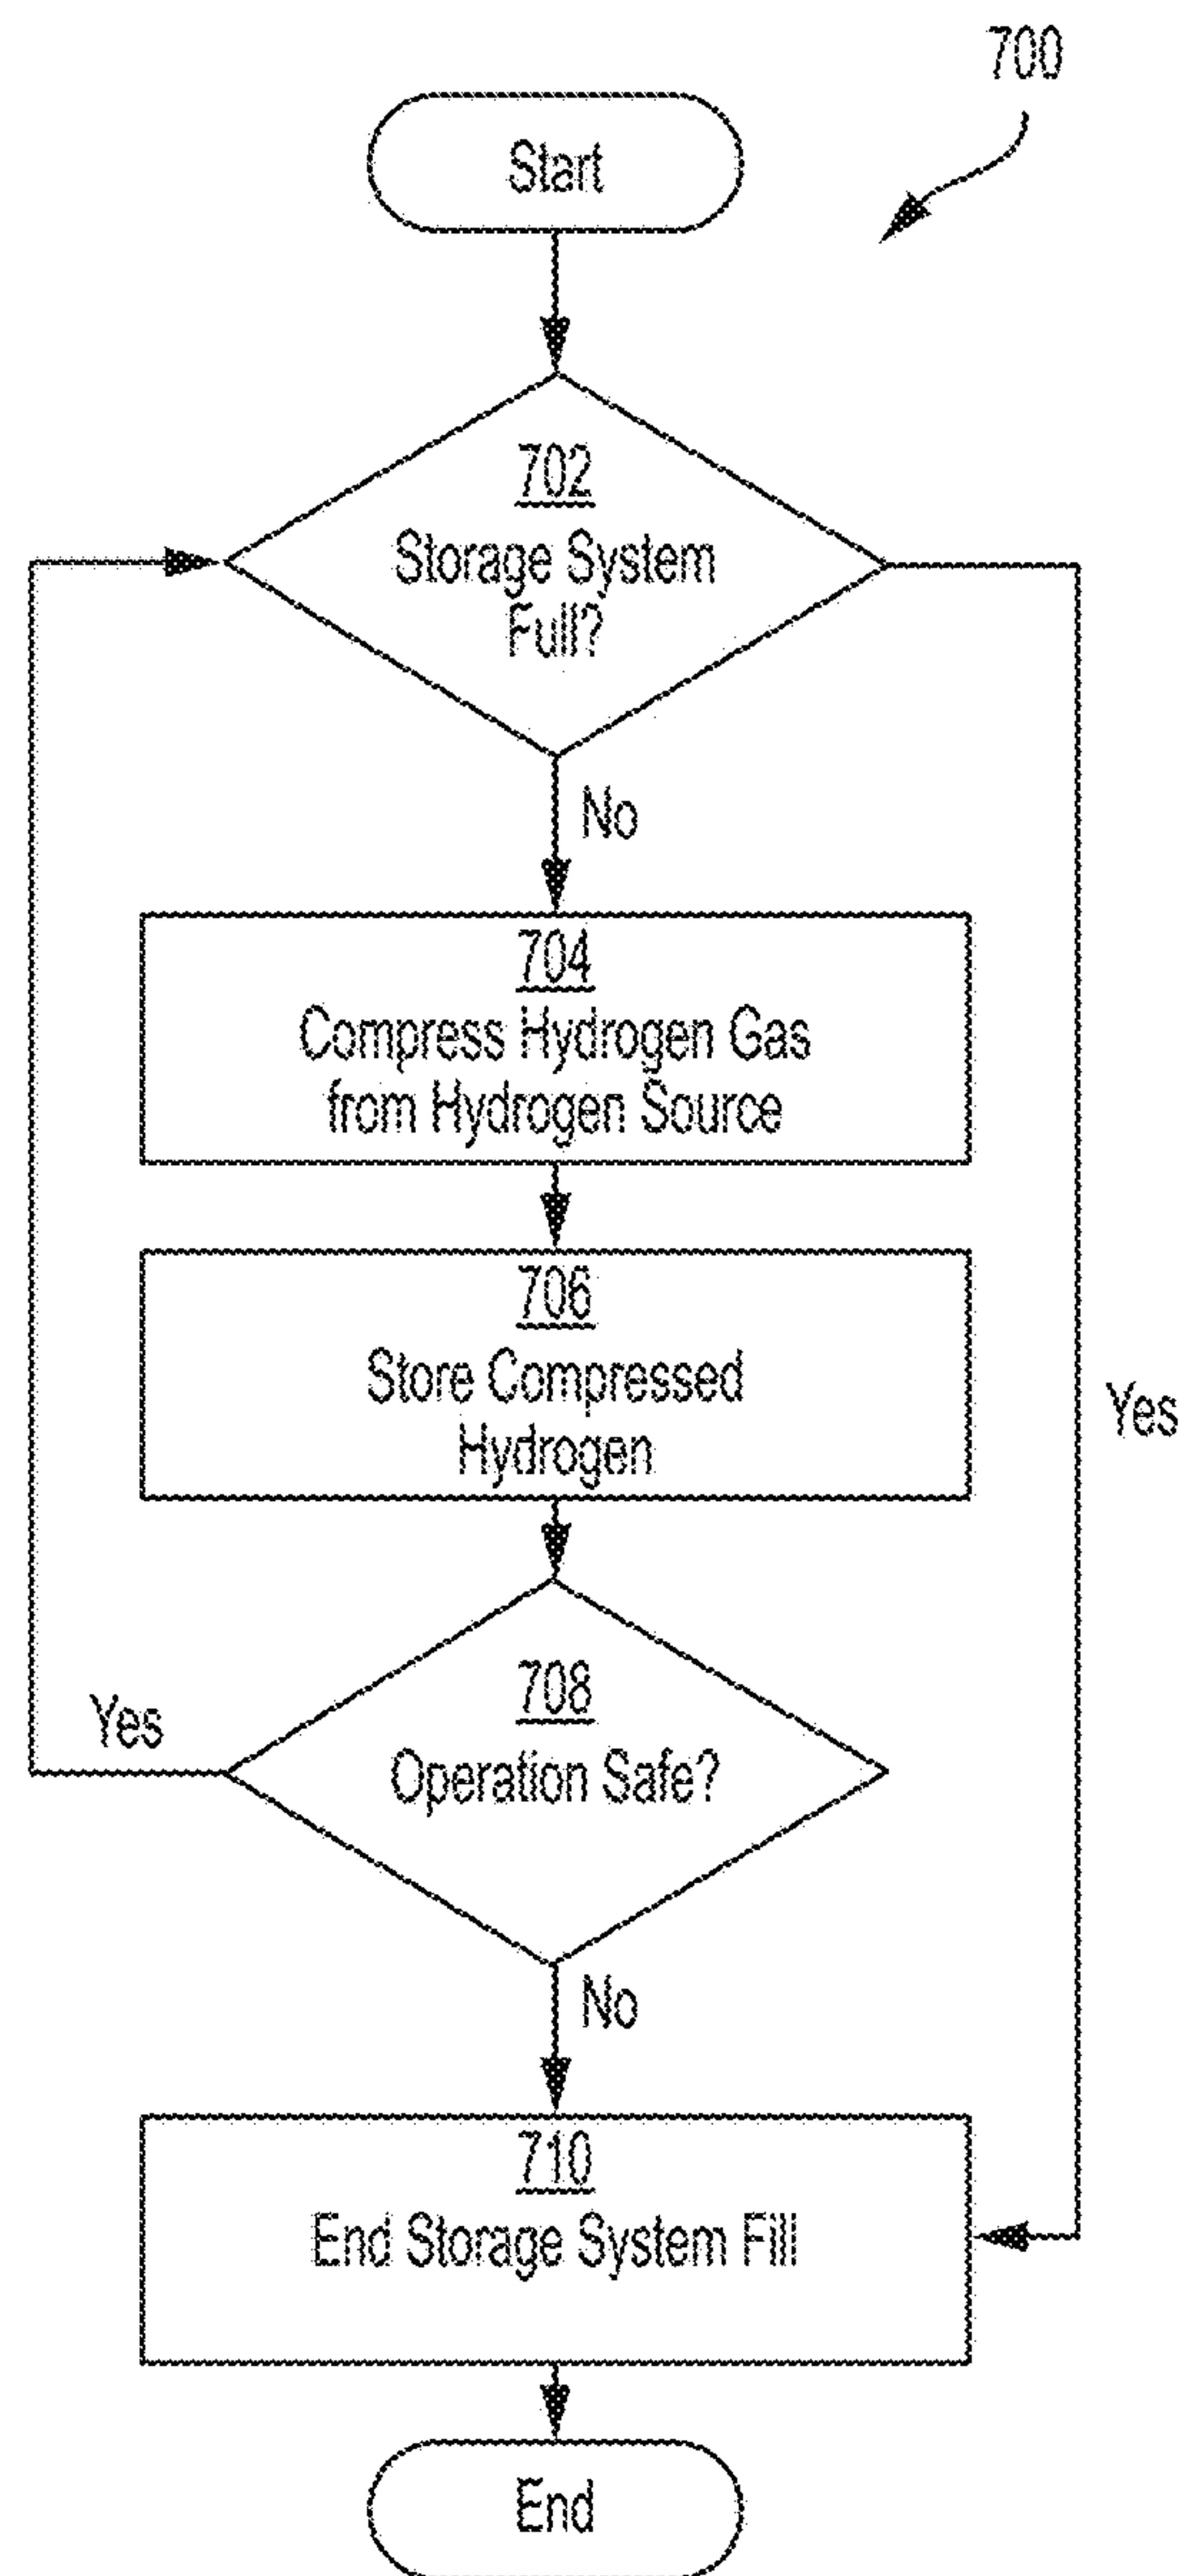 700
Start
702
Storage System
Full?
No
704
Compress Hydrogen Gas
from Hydrogen Source
706
Store Compressed
Hydrogen
Yes
708
Operation Safe?
Yes
No
710
End Storage System Fill
End